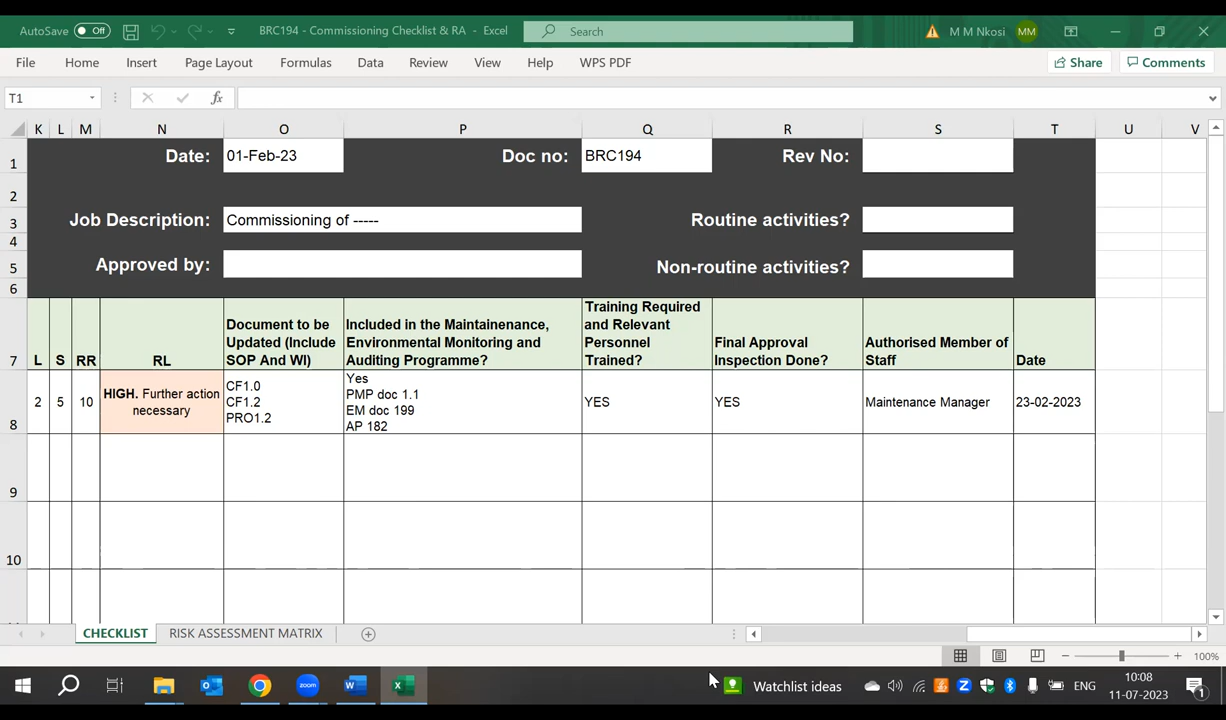 AutoSave Off BRC194 - Commissioning Checklist & RA - Excel Search M M Nkosi MM
File Home Insert Page Layout Formulas Data Review View Help WPS PDF Share Comments
T1 fx
K L M N O P Q R S T U V
1 Date: 01-Feb-23 Doc no: BRC194 Rev No:
2
3 Job Description: Commissioning of ----- Routine activities?
4
5 Approved by: Non-routine activities?
6
7 L S RR RL
Document to be
Updated (Include
SOP And WI)
Included in the Maintainenance,
Environmental Monitoring and
Auditing Programme?
Training Required
and Relevant
Personnel
Trained?
Final Approval
Inspection Done?
Authorised Member of
Staff
Date
8 2 5 10
HIGH. Further action
necessary
CF1.0
CF1.2
PRO1.2
Yes
PMP doc 1.1
EM doc 199
AP 182
YES
YES
Maintenance Manager
23-02-2023
9
10
CHECKLIST RISK ASSESSMENT MATRIX
100%
Watchlist ideas ENG 10:08
11-07-2023
1